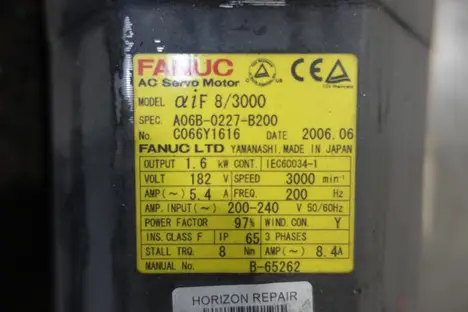 FANUC
AC Servo Motor
MODEL αiF 8/3000
SPEC. A06B-0227-B200
No. C066Y1616 DATE 2006.06
FANUC LTD YAMANASHI, MADE IN JAPAN
OUTPUT 1.6 kW CONT. IEC60034-1
VOLT 182 V SPEED 3000 min⁻¹
AMP(~) 5.4 A FREQ. 200 Hz
AMP. INPUT(~) 200-240 V 50/60Hz
POWER FACTOR 97% WIND.CON. Y
INS.CLASS F IP 65 3 PHASES
STALL TRQ. 8 Nm AMP(~) 8.4A
MANUAL No. B-65262
HORIZON REPAIR